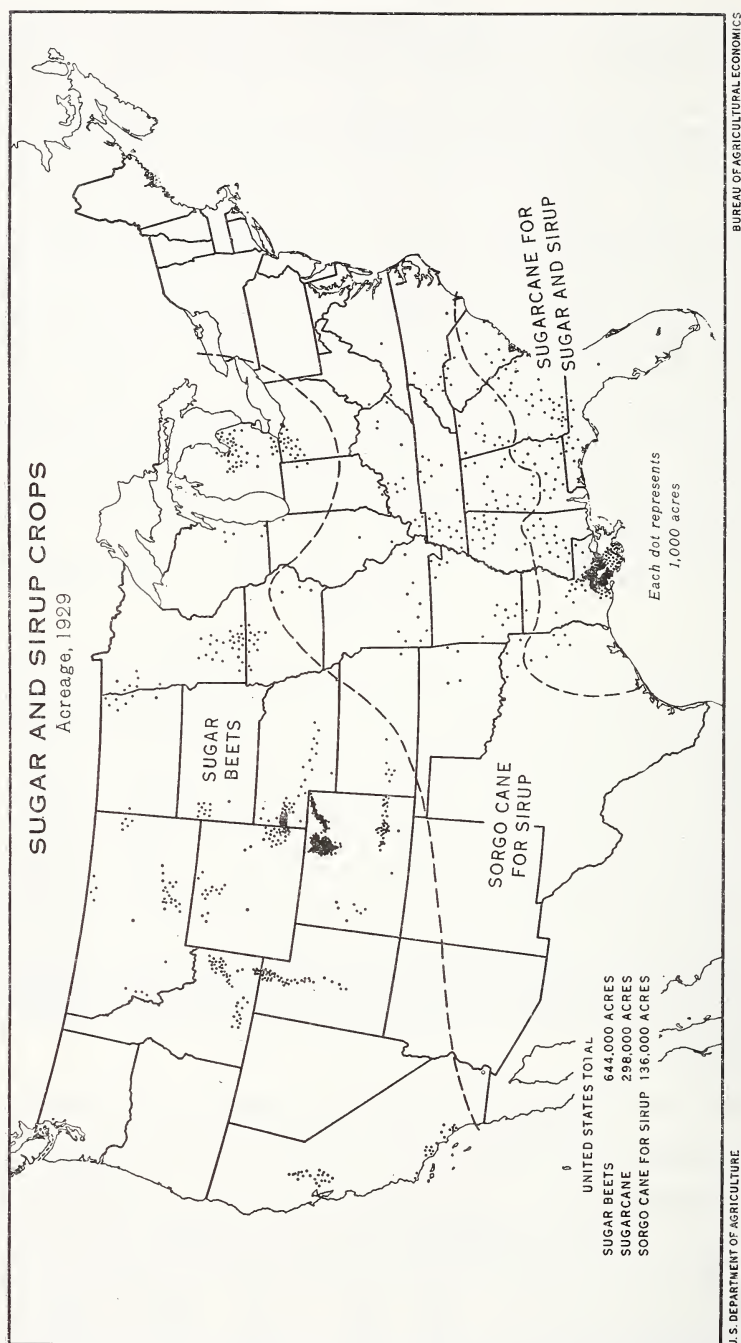 SUGAR AND SIRUP CROPS
Acreage, 1929
SUGAR
BEETS
SORGO CANE
FOR SIRUP
SUGARCANE FOR
SUGAR AND SIRUP
Each dot represents
1,000 acres
UNITED STATES TOTAL
SUGAR BEETS 644,000 ACRES
SUGARCANE 298,000 ACRES
SORGO CANE FOR SIRUP 136,000 ACRES
U.S. DEPARTMENT OF AGRICULTURE
BUREAU OF AGRICULTURAL ECONOMICS